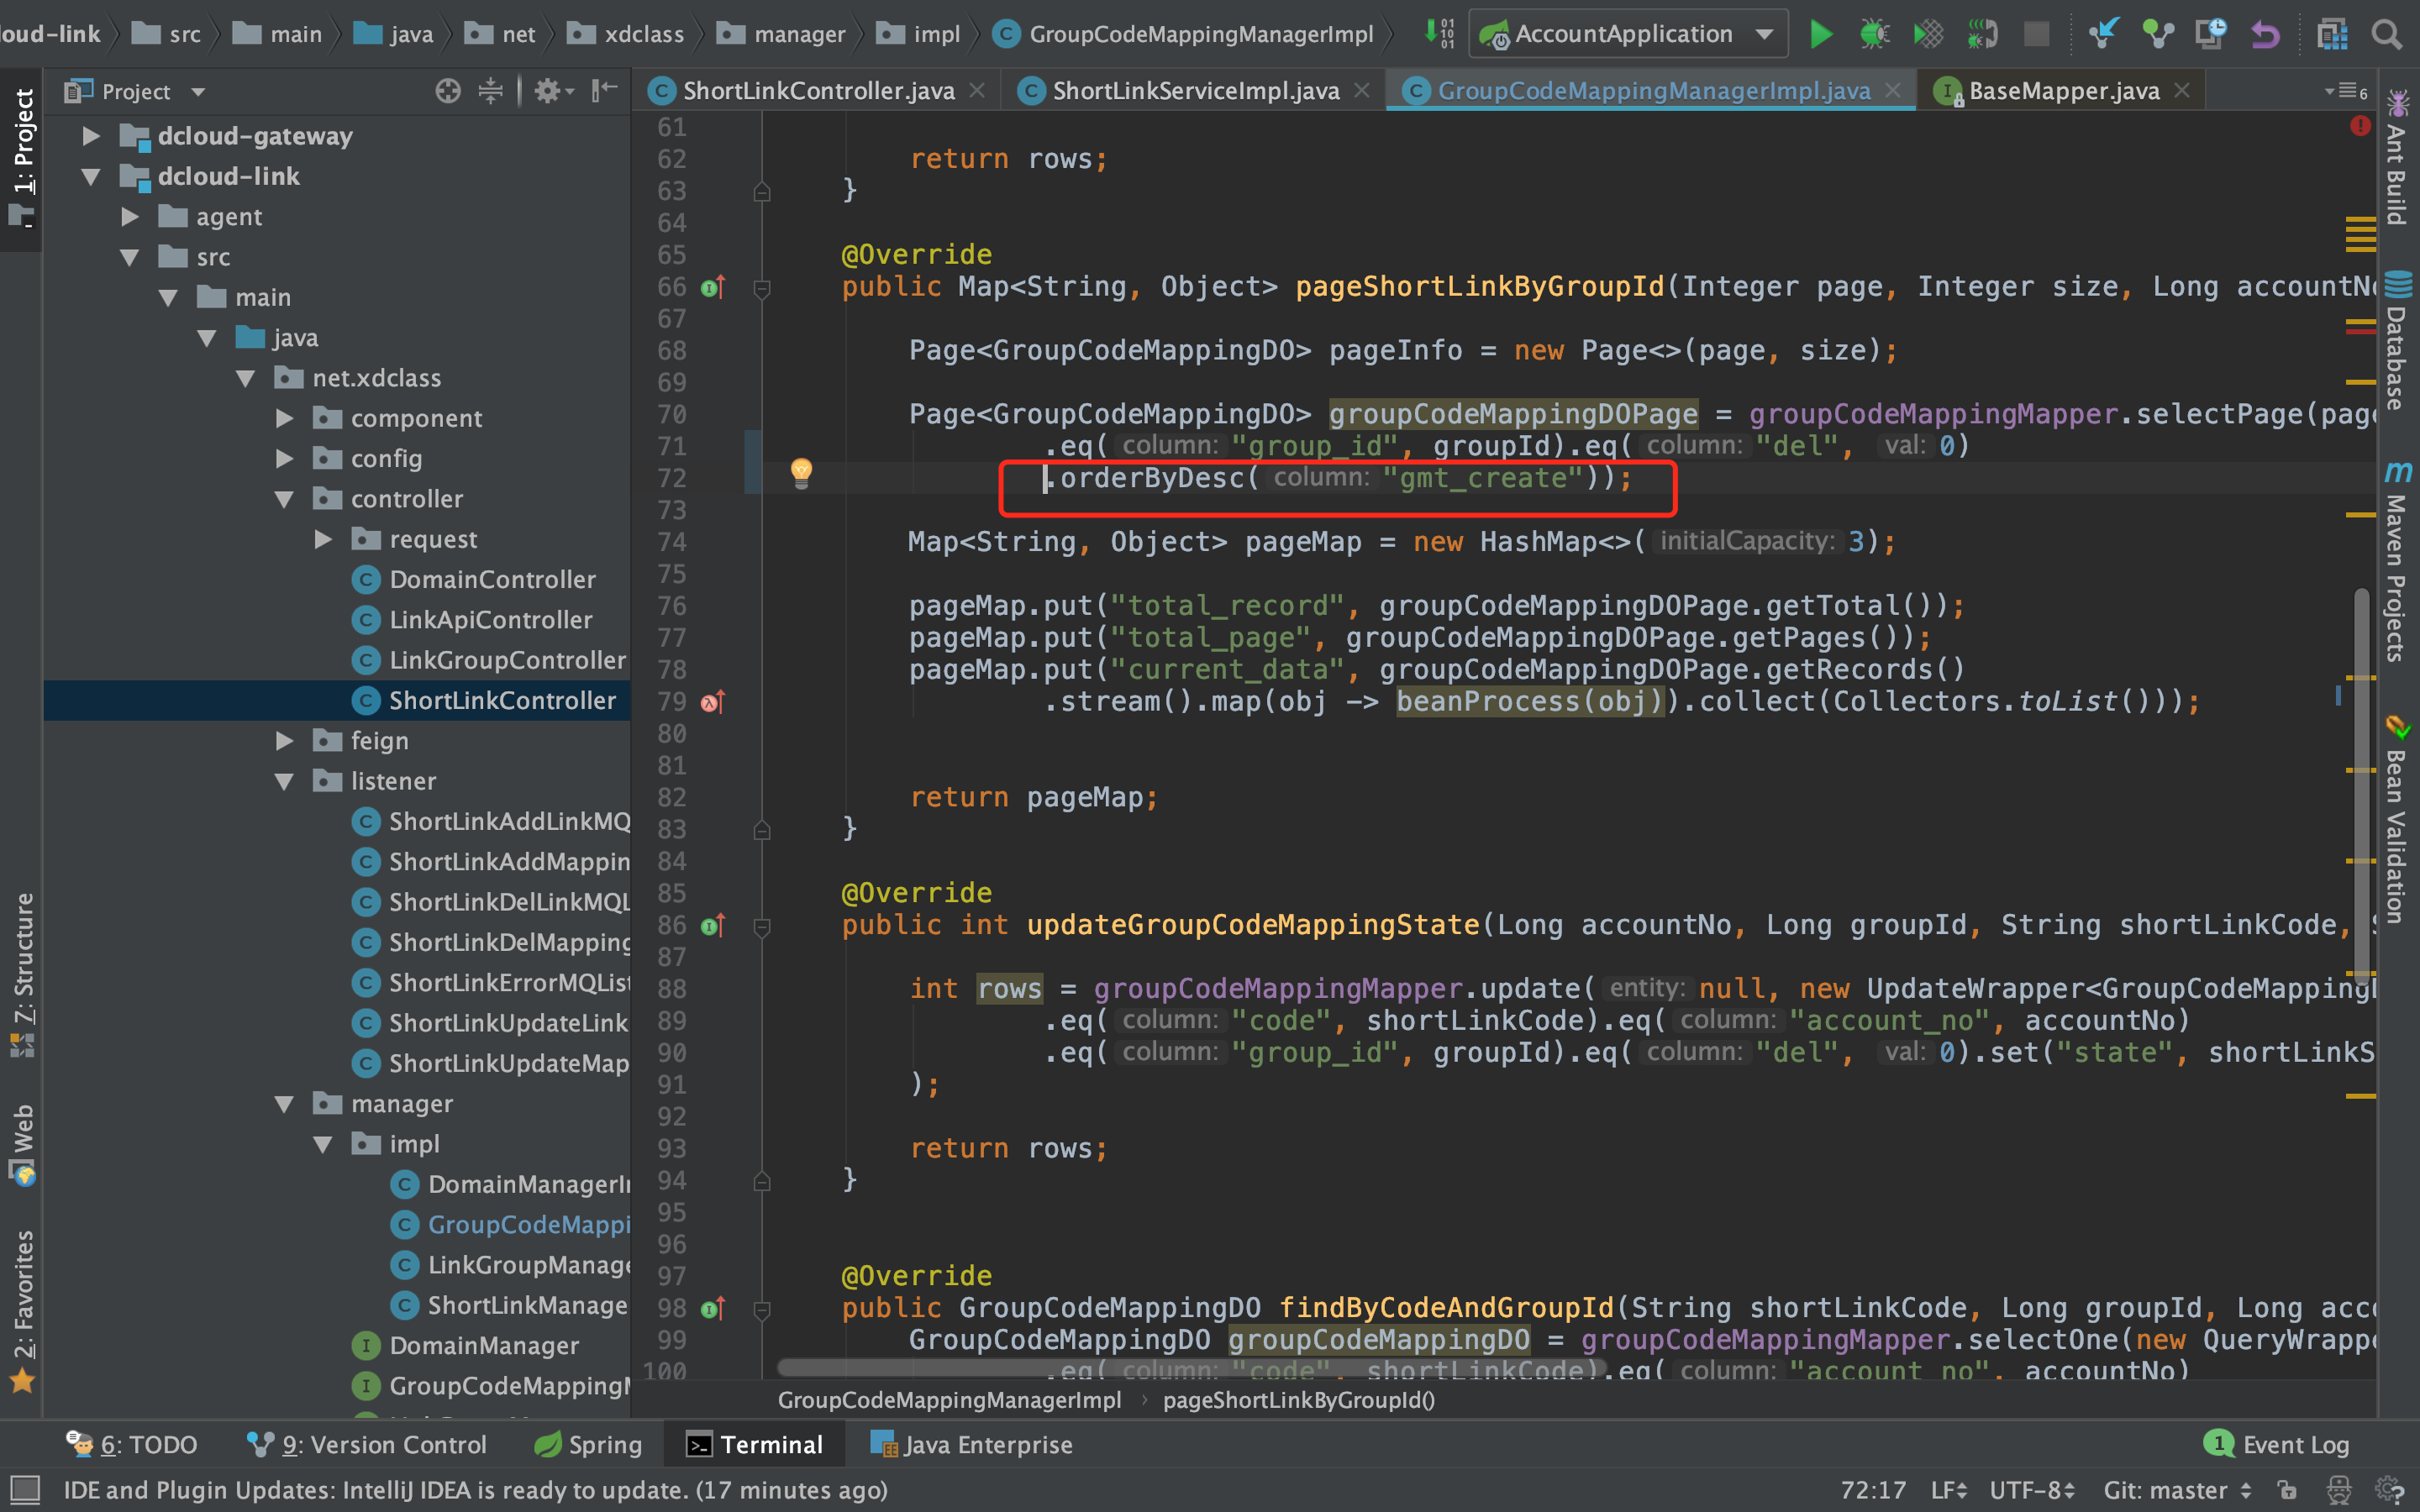 loud-link src main java net xdclass manager impl GroupCodeMappingManagerImpl AccountApplication
Project
ShortLinkController.java ShortLinkServiceImpl.java GroupCodeMappingManagerImpl.java BaseMapper.java 6
1: Project
7: Structure
Web
2: Favorites
dcloud-gateway
dcloud-link
agent
src
main
java
net.xdclass
component
config
controller
request
DomainController
LinkApiController
LinkGroupController
ShortLinkController
feign
listener
ShortLinkAddLinkMQ
ShortLinkAddMappin
ShortLinkDelLinkMQL
ShortLinkDelMapping
ShortLinkErrorMQList
ShortLinkUpdateLink
ShortLinkUpdateMap
manager
impl
DomainManagerI
GroupCodeMappi
LinkGroupManage
ShortLinkManage
DomainManager
GroupCodeMapping
61
62 return rows;
63 }
64
65 @Override
66 public Map<String, Object> pageShortLinkByGroupId(Integer page, Integer size, Long accountNo
67
68 Page<GroupCodeMappingDO> pageInfo = new Page<>(page, size);
69
70 Page<GroupCodeMappingDO> groupCodeMappingDOPage = groupCodeMappingMapper.selectPage(page
71 .eq( column: "group_id", groupId).eq( column: "del", val: 0)
72 .orderByDesc( column: "gmt_create"));
73
74 Map<String, Object> pageMap = new HashMap<>( initialCapacity: 3);
75
76 pageMap.put("total_record", groupCodeMappingDOPage.getTotal());
77 pageMap.put("total_page", groupCodeMappingDOPage.getPages());
78 pageMap.put("current_data", groupCodeMappingDOPage.getRecords()
79 .stream().map(obj -> beanProcess(obj)).collect(Collectors.toList()));
80
81
82 return pageMap;
83 }
84
85 @Override
86 public int updateGroupCodeMappingState(Long accountNo, Long groupId, String shortLinkCode, S
87
88 int rows = groupCodeMappingMapper.update( entity: null, new UpdateWrapper<GroupCodeMapping
89 .eq( column: "code", shortLinkCode).eq( column: "account_no", accountNo)
90 .eq( column: "group_id", groupId).eq( column: "del", val: 0).set("state", shortLinkS
91 );
92
93 return rows;
94 }
95
96
97 @Override
98 public GroupCodeMappingDO findByCodeAndGroupId(String shortLinkCode, Long groupId, Long acco
99 GroupCodeMappingDO groupCodeMappingDO = groupCodeMappingMapper.selectOne(new QueryWrappe
100 .eq( column: "code", shortLinkCode).eq( column: "account_no", accountNo)
GroupCodeMappingManagerImpl pageShortLinkByGroupId()
Ant Build
Database
Maven Projects
Bean Validation
6: TODO 9: Version Control Spring Terminal Java Enterprise 1 Event Log
IDE and Plugin Updates: IntelliJ IDEA is ready to update. (17 minutes ago) 72:17 LF UTF-8 Git: master